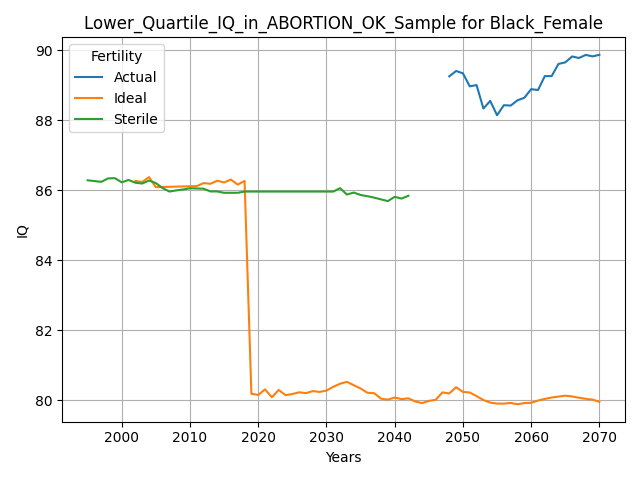 Lower_Quartile_IQ_in_ABORTION_OK_Sample for Black_Female
Fertility
Actual
Ideal
Sterile
90
88
86
84
82
80
IQ
2000 2010 2020 2030 2040 2050 2060 2070
Years